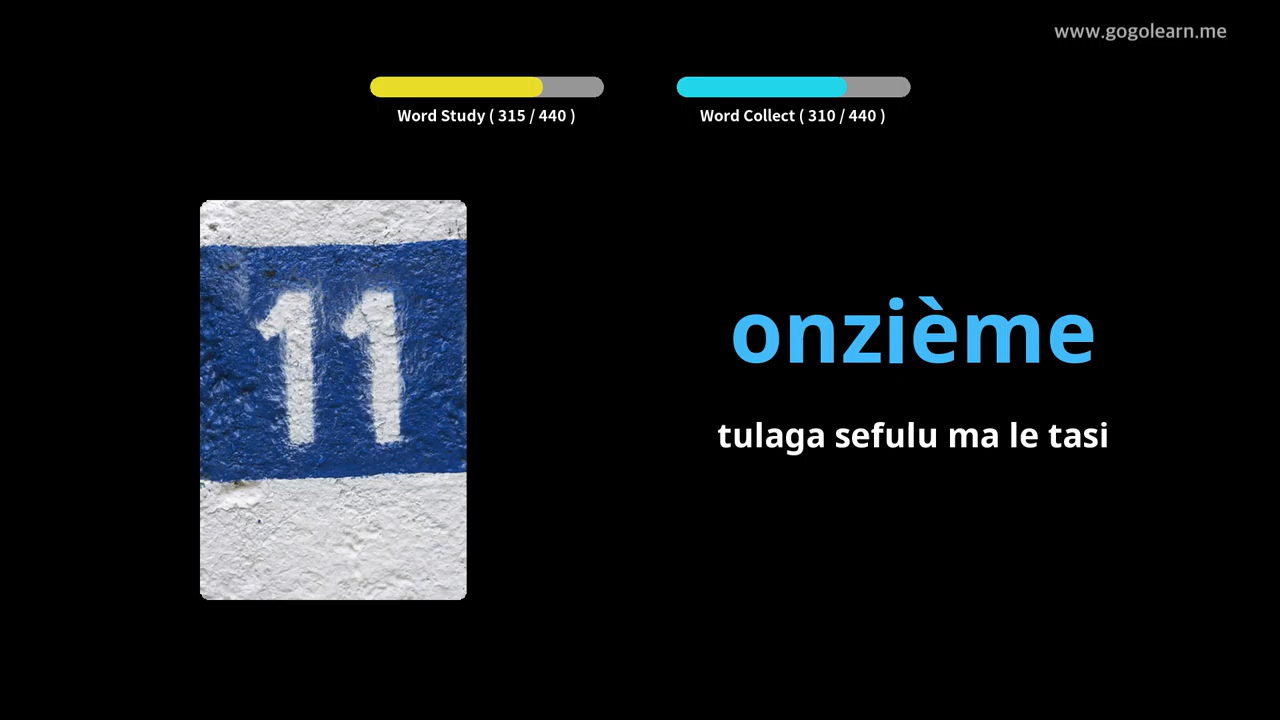 www.gogolearn.me
Word Study ( 315 / 440 )
Word Collect ( 310 / 440 )
11
onzième
tulaga sefulu ma le tasi